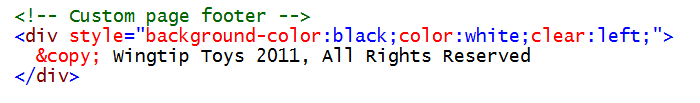 <!-- Custom page footer -->
<div style="background-color:black;color:white;clear:left;">
&copy; Wingtip Toys 2011, All Rights Reserved
</div>